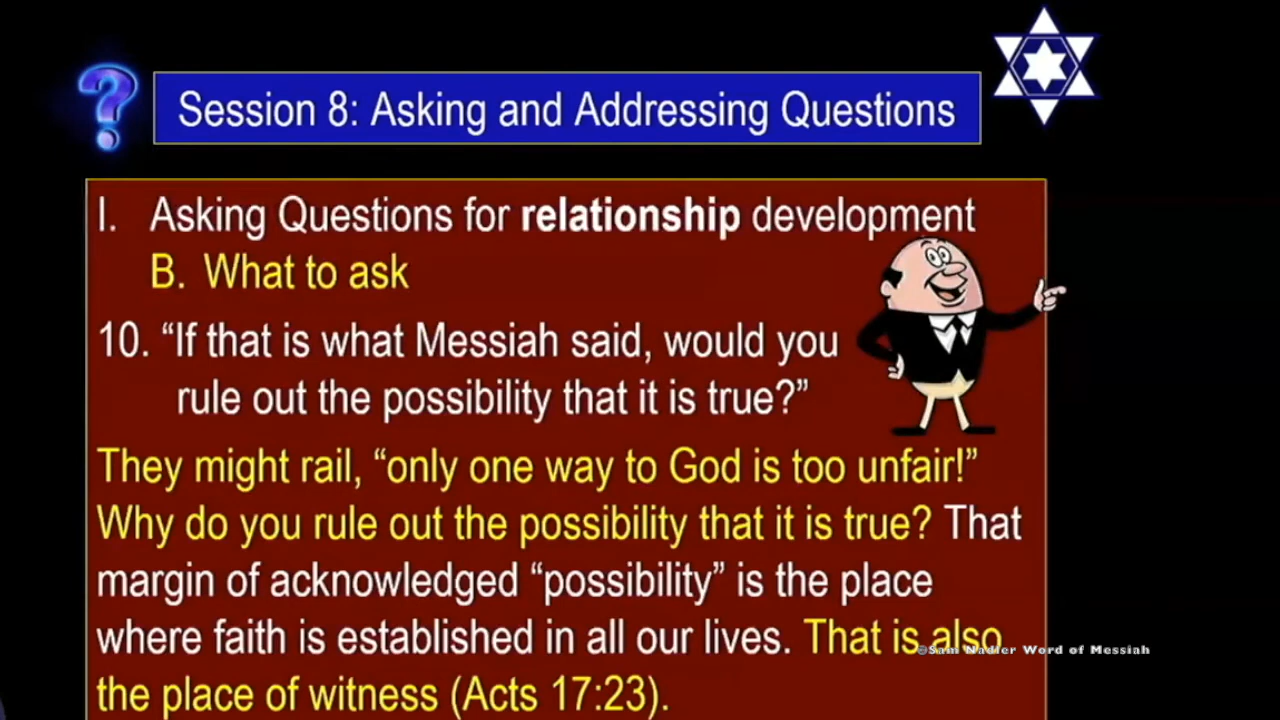 ?
Session 8: Asking and Addressing Questions
I. Asking Questions for relationship development
B. What to ask
10. “If that is what Messiah said, would you
rule out the possibility that it is true?”
They might rail, “only one way to God is too unfair!”
Why do you rule out the possibility that it is true? That
margin of acknowledged “possibility” is the place
where faith is established in all our lives. That is also
the place of witness (Acts 17:23).
©Sam Nadler Word of Messiah